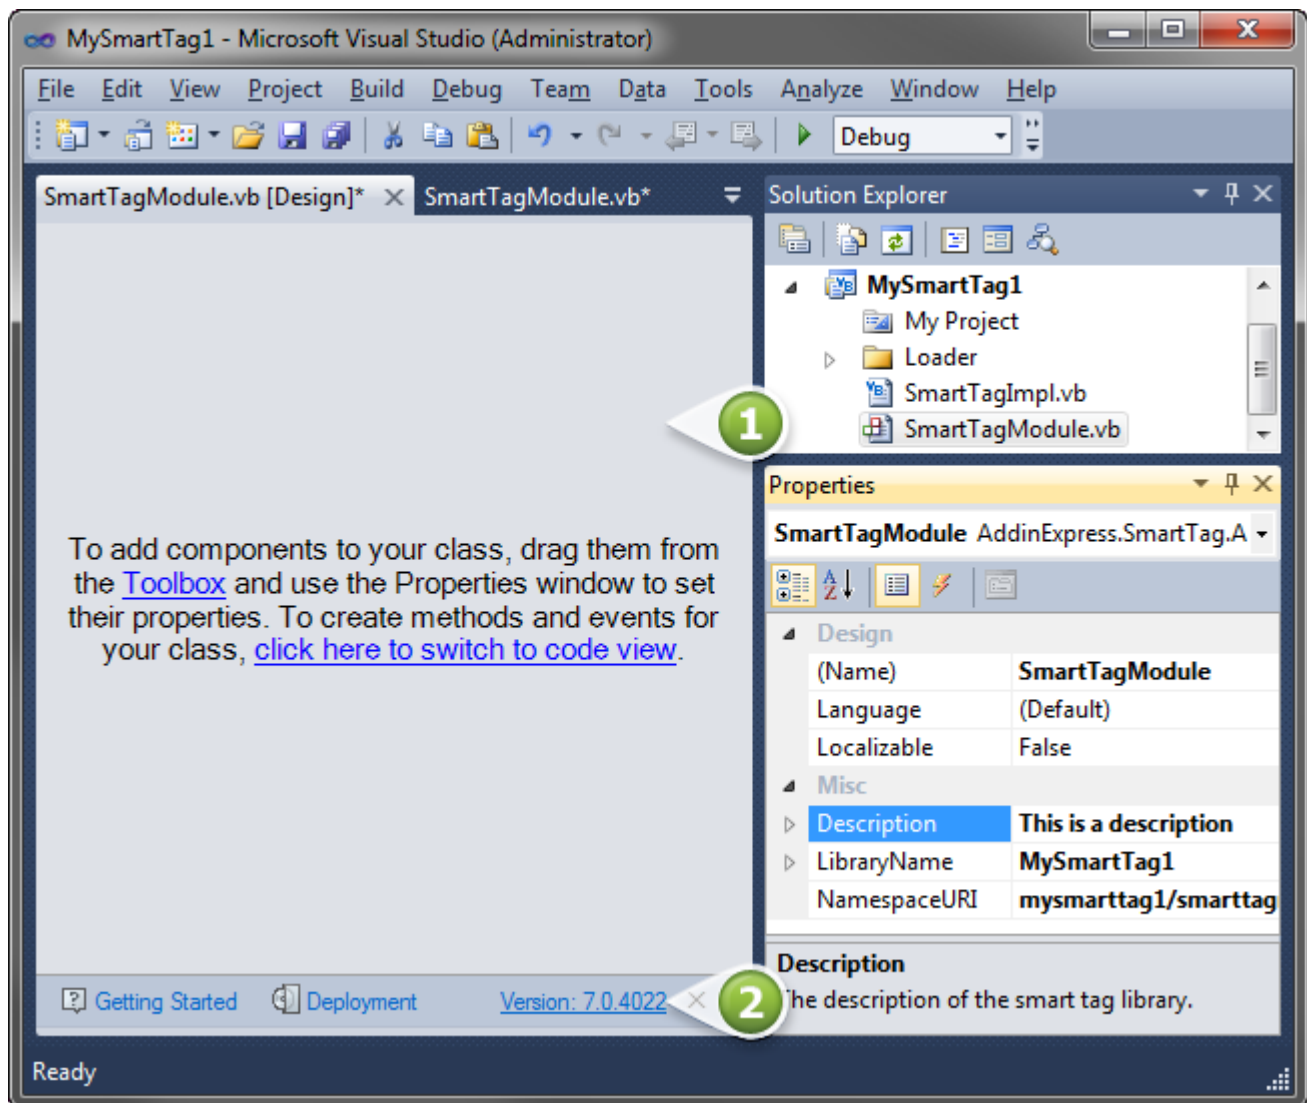 MySmartTag1 - Microsoft Visual Studio (Administrator)
File Edit View Project Build Debug Team Data Tools Analyze Window Help
Debug
SmartTagModule.vb [Design]* SmartTagModule.vb*
To add components to your class, drag them from
the Toolbox and use the Properties window to set
their properties. To create methods and events for
your class, click here to switch to code view.
1
Getting Started Deployment Version: 7.0.4022
2
Solution Explorer
MySmartTag1
My Project
Loader
SmartTagImpl.vb
SmartTagModule.vb
Properties
SmartTagModule AddinExpress.SmartTag.A
Design
(Name) SmartTagModule
Language (Default)
Localizable False
Misc
Description This is a description
LibraryName MySmartTag1
NamespaceURI mysmarttag1/smarttag
Description
The description of the smart tag library.
Ready